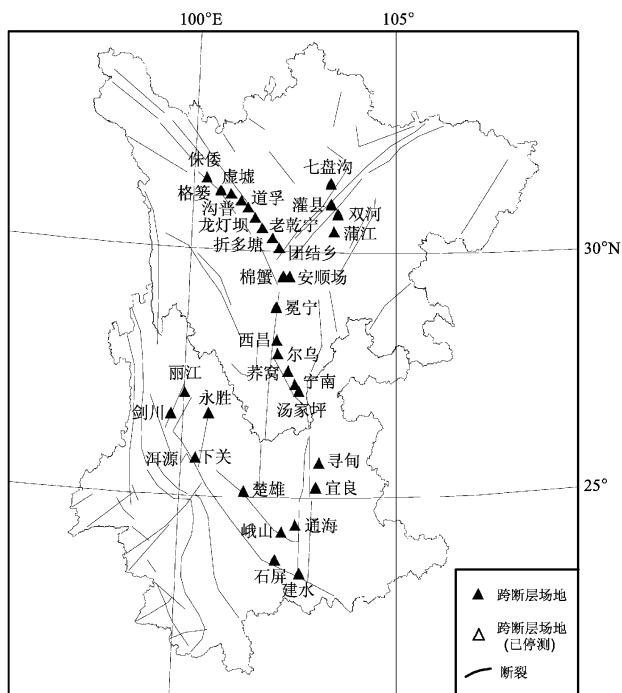 100°E
105°
侏倭
虚墟
格篓
道孚
沟普
龙灯坝
老乾宁
折多塘
团结乡
七盘沟
灌县
双河
蒲江
30°N
棉蟹
安顺场
冕宁
西昌
尔乌
荞窝
宁南
汤家坪
丽江
永胜
剑川
洱源
下关
寻甸
楚雄
宜良
25°
峨山
通海
石屏
建水
跨断层场地
跨断层场地
(已停测)
断裂